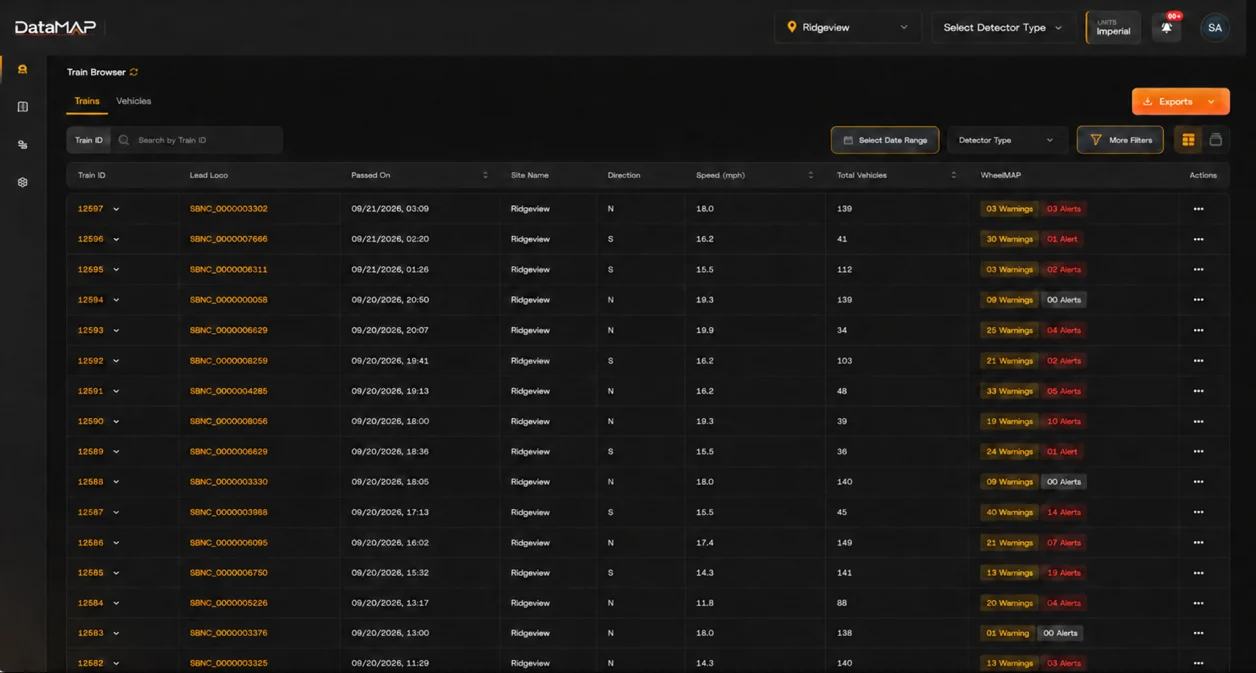 DataMAP
Ridgeview
Select Detector Type
UNITS
Imperial
00+
SA
Train Browser
Trains Vehicles
Exports
Train ID Search by Train ID
Select Date Range Detector Type More Filters
Train ID Lead Loco Passed On Site Name Direction Speed (mph) Total Vehicles WheelMAP Actions
12597 SBNC_0000003302 09/21/2026, 03:09 Ridgeview N 18.0 139 03 Warnings 03 Alerts
12596 SBNC_0000007666 09/21/2026, 02:20 Ridgeview S 16.2 41 30 Warnings 01 Alert
12595 SBNC_0000006311 09/21/2026, 01:26 Ridgeview S 15.5 112 03 Warnings 02 Alerts
12594 SBNC_0000000058 09/20/2026, 20:50 Ridgeview N 19.3 139 09 Warnings 00 Alerts
12593 SBNC_0000006629 09/20/2026, 20:07 Ridgeview N 19.9 34 25 Warnings 04 Alerts
12592 SBNC_0000008259 09/20/2026, 19:41 Ridgeview S 16.2 103 21 Warnings 02 Alerts
12591 SBNC_0000004285 09/20/2026, 19:13 Ridgeview N 16.2 48 33 Warnings 05 Alerts
12590 SBNC_0000008056 09/20/2026, 18:00 Ridgeview N 19.3 39 19 Warnings 10 Alerts
12589 SBNC_0000006829 09/20/2026, 18:36 Ridgeview S 15.5 36 24 Warnings 01 Alert
12588 SBNC_0000003330 09/20/2026, 18:05 Ridgeview N 18.0 140 09 Warnings 00 Alerts
12587 SBNC_0000003988 09/20/2026, 17:13 Ridgeview S 15.5 45 40 Warnings 14 Alerts
12586 SBNC_0000006095 09/20/2026, 16:02 Ridgeview N 17.4 149 21 Warnings 07 Alerts
12585 SBNC_0000006750 09/20/2026, 15:32 Ridgeview S 14.3 141 13 Warnings 19 Alerts
12584 SBNC_0000005226 09/20/2026, 13:17 Ridgeview N 11.8 88 20 Warnings 04 Alerts
12583 SBNC_0000003376 09/20/2026, 13:00 Ridgeview N 18.0 138 01 Warning 00 Alerts
12582 SBNC_0000003325 09/20/2026, 11:29 Ridgeview N 14.3 140 13 Warnings 03 Alerts